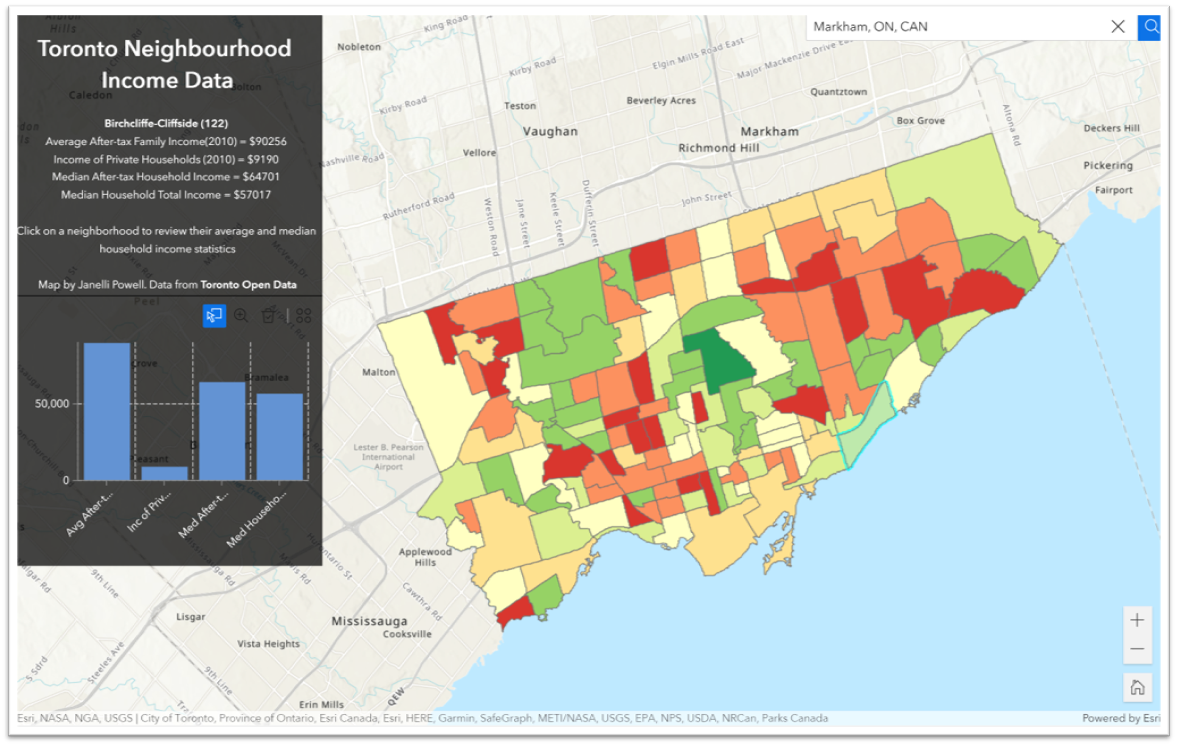 Toronto Neighbourhood
Income Data
Birchcliffe-Cliffside (122)
Average After-tax Family Income(2010) = $90256
Income of Private Households (2010) = $9190
Median After-tax Household Income = $64701
Median Household Total Income = $57017
Click on a neighborhood to review their average and median
household income statistics
Map by Janelli Powell. Data from Toronto Open Data
50,000
0
Avg After-t...
Inc of Priv...
Med After-t...
Med Househo...
Markham, ON, CAN
King Road
Nobleton
Kirby Road
Elgin Mills Road East
Major Mackenzie Drive
Kirby Road
Teston
Beverley Acres
Quantztown
Vaughan
Markham
Box Grove
Altona Rd
Deckers Hill
Richmond Hill
Nashville Road
Vellore
Pickering
Rutherford Road
Weston Road
Jane Street
Keele Street
Dufferin Street
John Street
Fairport
Caledon
Peel
Malton
Bramalea
Lester B. Pearson
International
Airport
Applewood
Hills
9th Line
Cawthra Rd
Lisgar
Mississauga
Cooksville
Vista Heights
Steeles Ave
9th Line
QEW
Erin Mills
+
−
Esri, NASA, NGA, USGS | City of Toronto, Province of Ontario, Esri Canada, Esri, HERE, Garmin, SafeGraph, METI/NASA, USGS, EPA, NPS, USDA, NRCan, Parks Canada
Powered by Esri